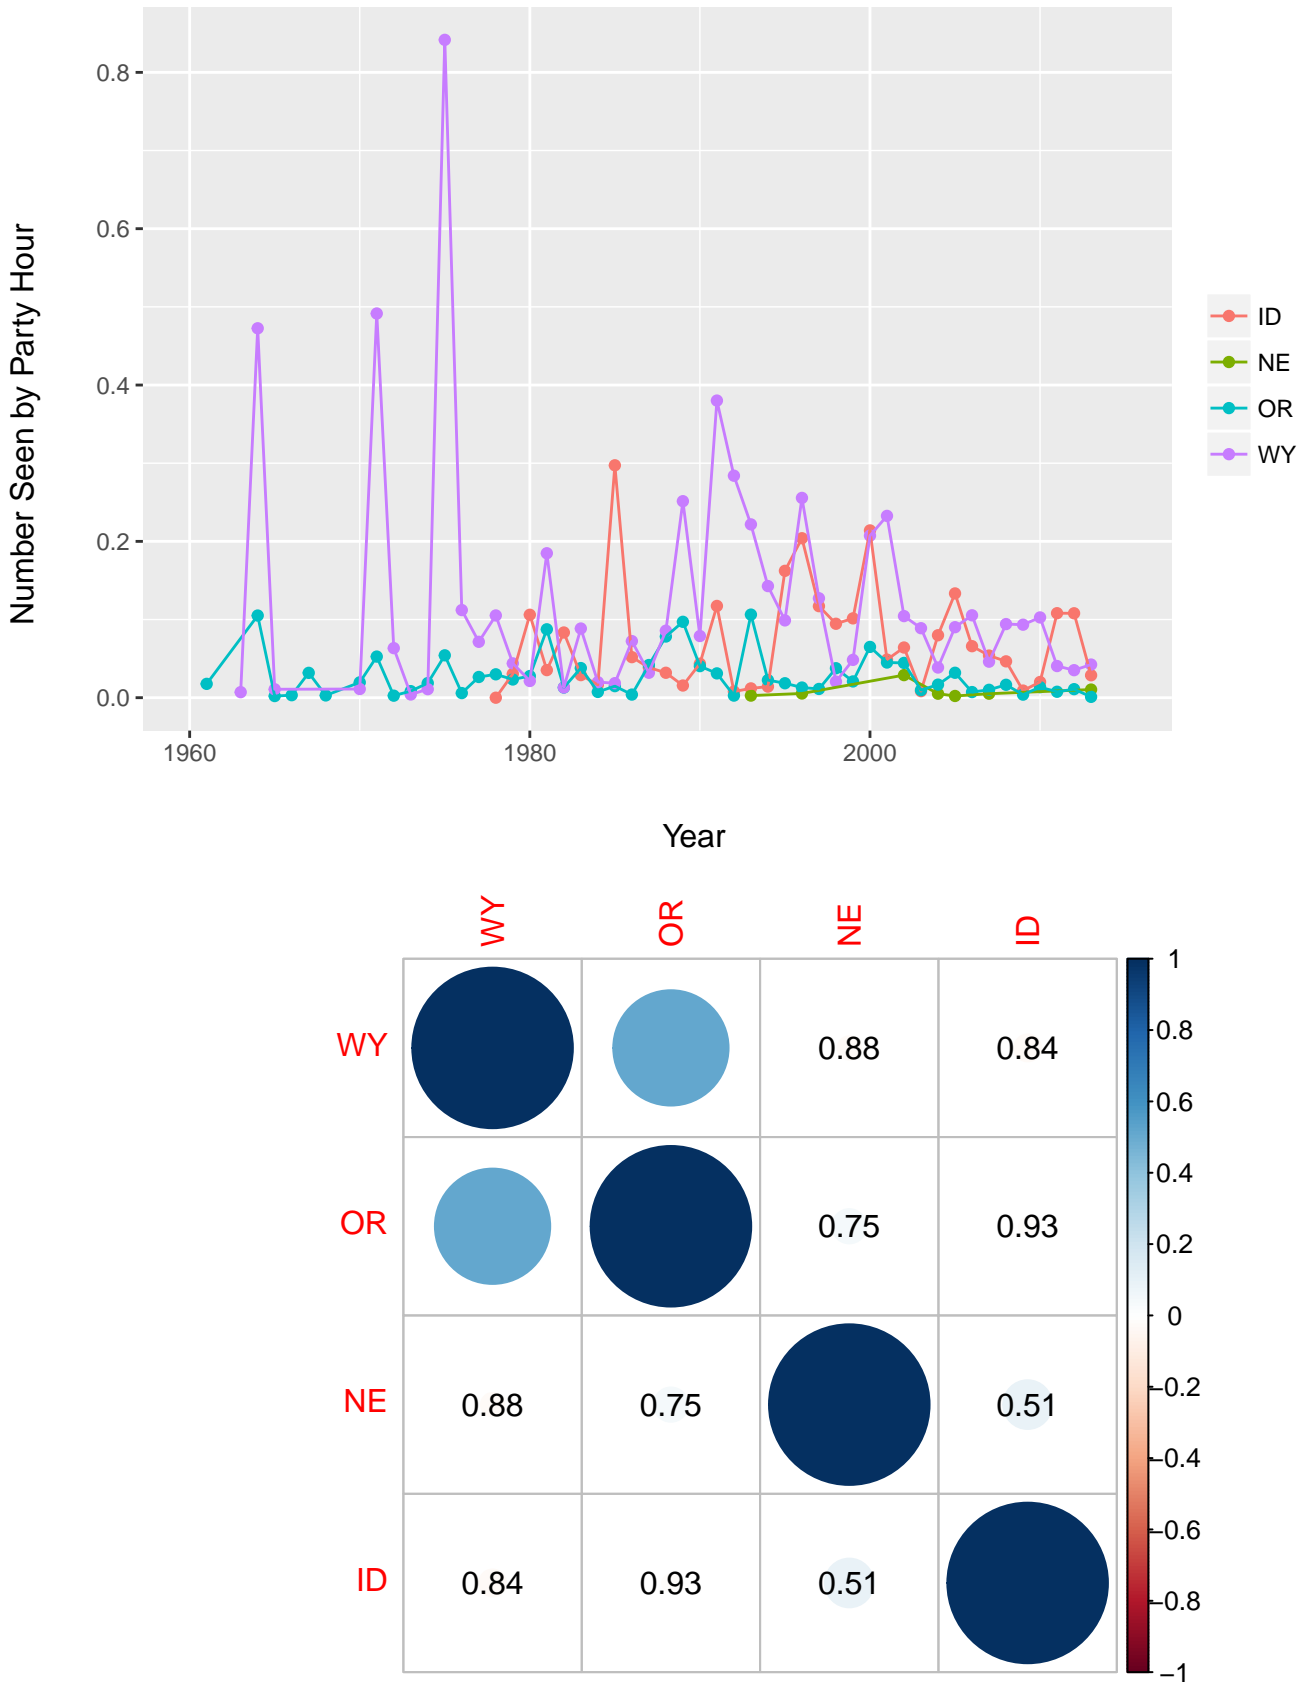 0.8
0.6
0.4
0.2
0.0
Number Seen by Party Hour
1960 1980 2000
Year
ID
NE
OR
WY
WY OR NE ID
WY 0.88 0.84
OR 0.75 0.93
NE 0.88 0.75 0.51
ID 0.84 0.93 0.51
1
0.8
0.6
0.4
0.2
0
−0.2
−0.4
−0.6
−0.8
−1